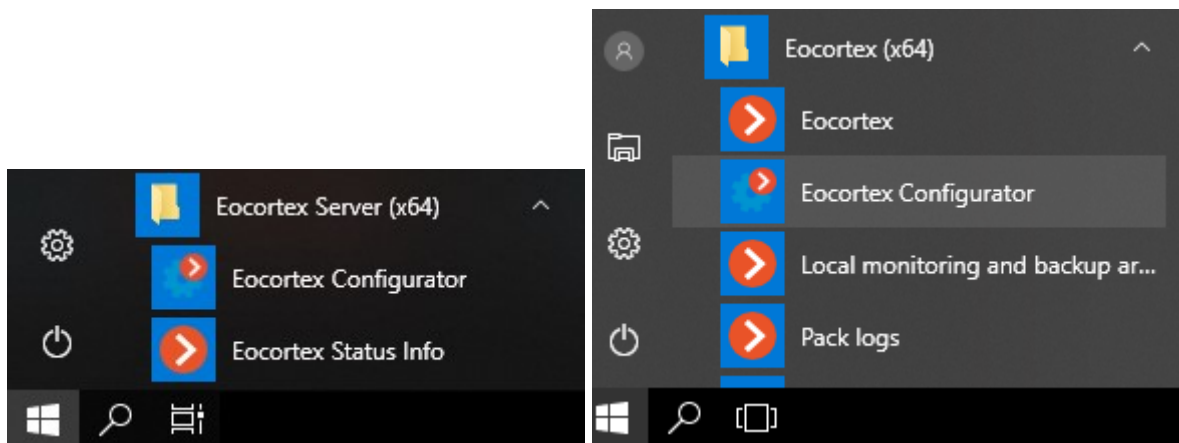 Eocortex Server (x64)
Eocortex Configurator
Eocortex Status Info
Eocortex (x64)
Eocortex
Eocortex Configurator
Local monitoring and backup ar...
Pack logs